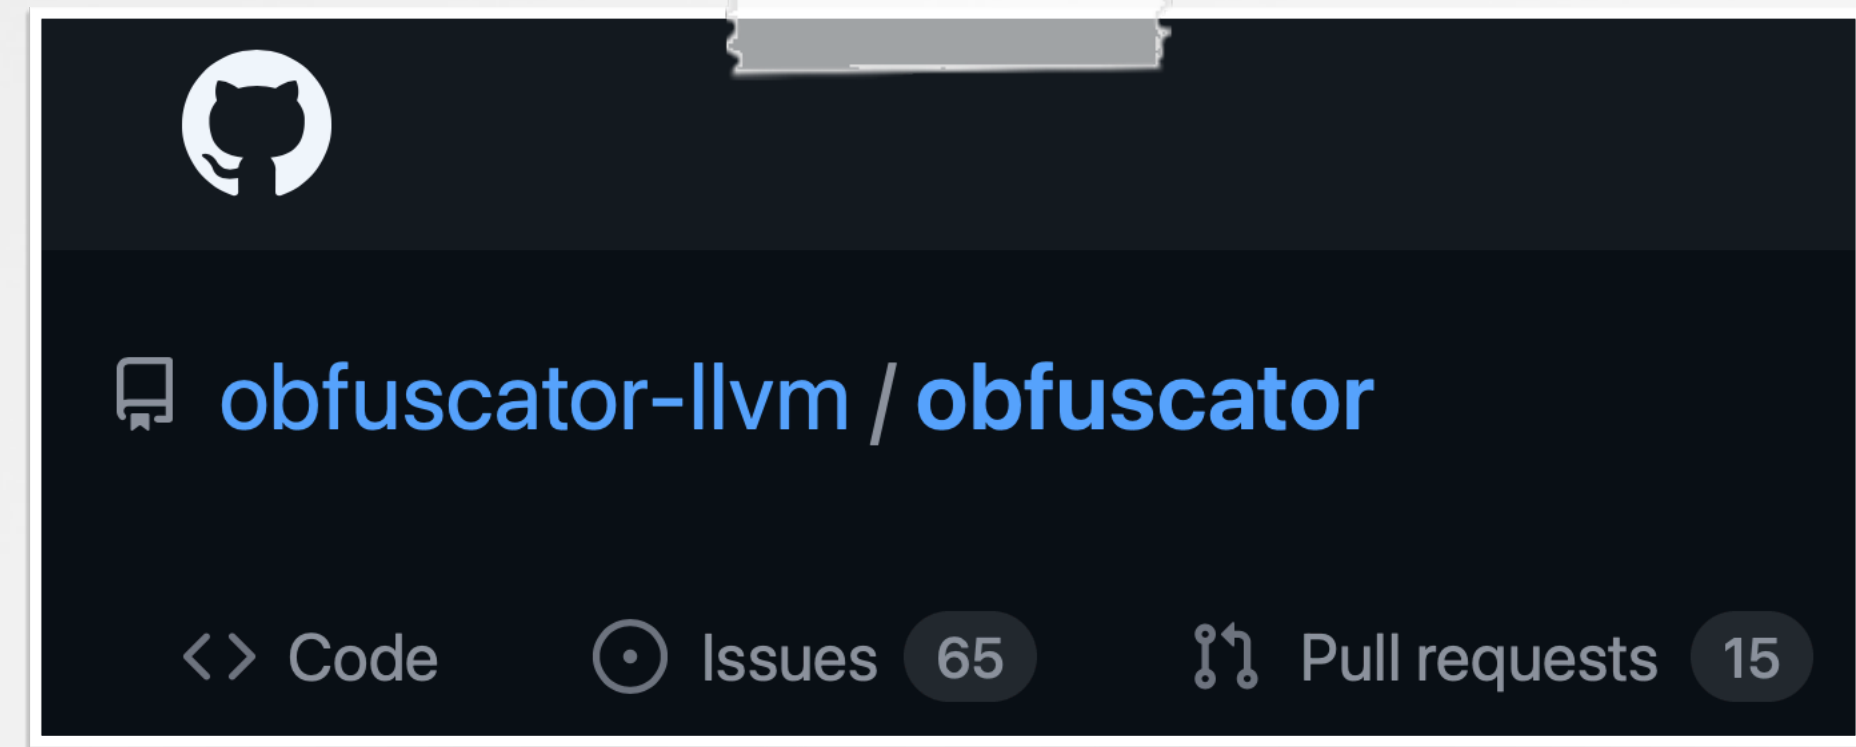 obfuscator-llvm / obfuscator
Code Issues 65 Pull requests 15